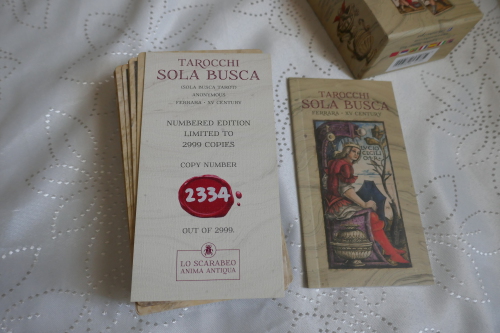 TAROCCHI
SOLA BUSCA
(SOLA BUSCA TAROT)
ANONYMOUS
FERRARA - XV CENTURY
NUMBERED EDITION
LIMITED TO
2999 COPIES
COPY NUMBER
2334
OUT OF 2999.
LO SCARABEO
ANIMA ANTIQUA
TAROCCHI
SOLA BUSCA
FERRARA - XV CENTURY